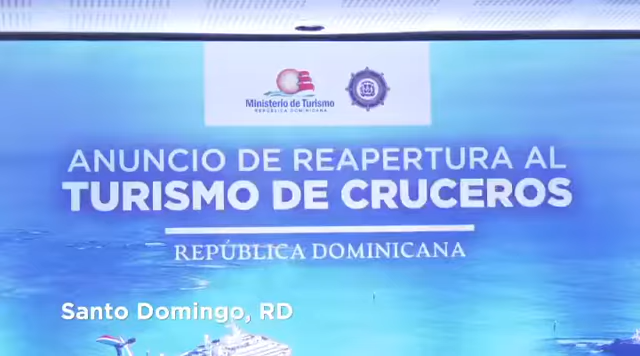 Ministerio de Turismo
REPÚBLICA DOMINICANA
ANUNCIO DE REAPERTURA AL
TURISMO DE CRUCEROS
REPÚBLICA DOMINICANA
Santo Domingo, RD